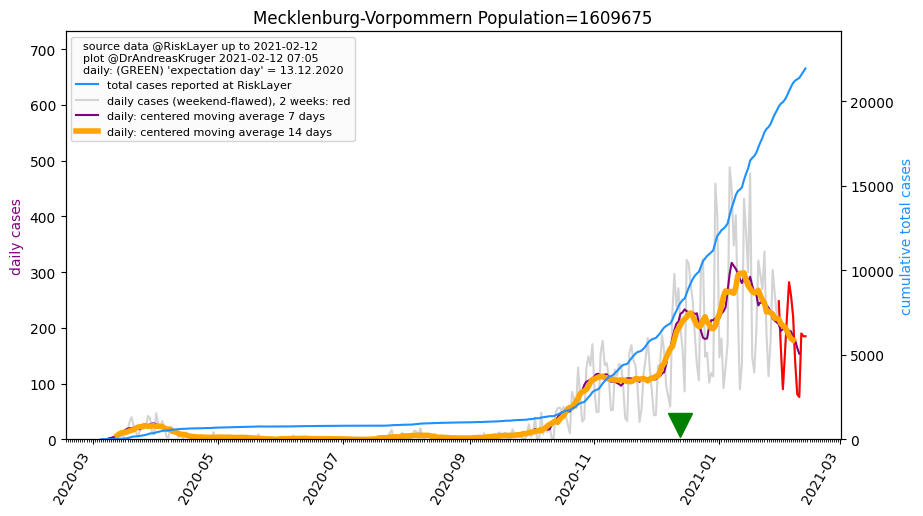 Mecklenburg-Vorpommern Population=1609675
source data @RiskLayer up to 2021-02-12
plot @DrAndreasKruger 2021-02-12 07:05
daily: (GREEN) 'expectation day' = 13.12.2020
total cases reported at RiskLayer
daily cases (weekend-flawed), 2 weeks: red
daily: centered moving average 7 days
daily: centered moving average 14 days
daily cases
700
600
500
400
300
200
100
0
20000
15000
10000
5000
0
cumulative total cases
2020-03
2020-05
2020-07
2020-09
2020-11
2021-01
2021-03